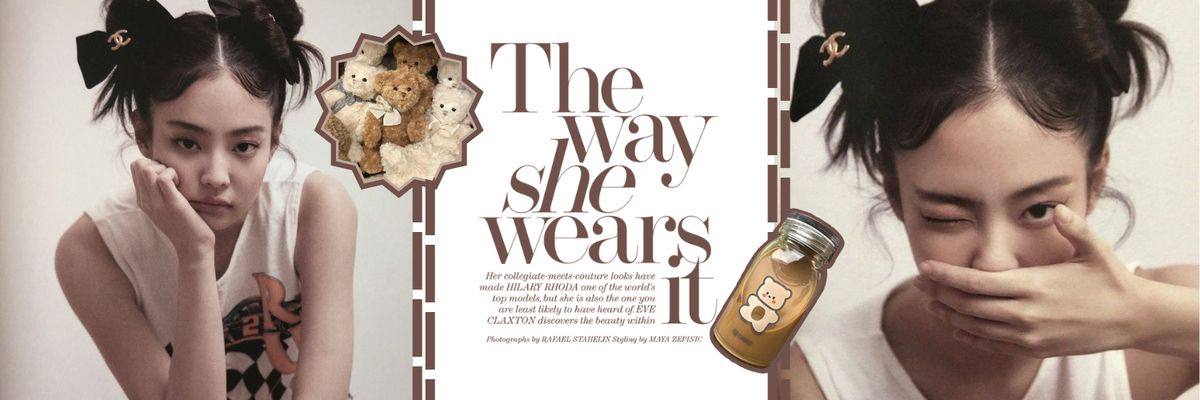 The
way
she
wears
it
Her collegiate-meets-couture looks have
made HILARY RHODA one of the world's
top models, but she is also the one you
are least likely to have heard of. EVE
CLAXTON discovers the beauty within
Photographs by RAFAEL STAHELIN Styling by MAYA ZEPINIC
R
2